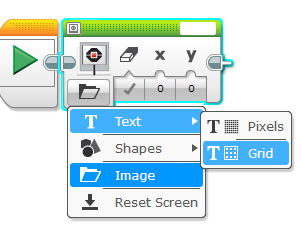 x y
0 0
T Text
T Pixels
Shapes
T Grid
Image
Reset Screen